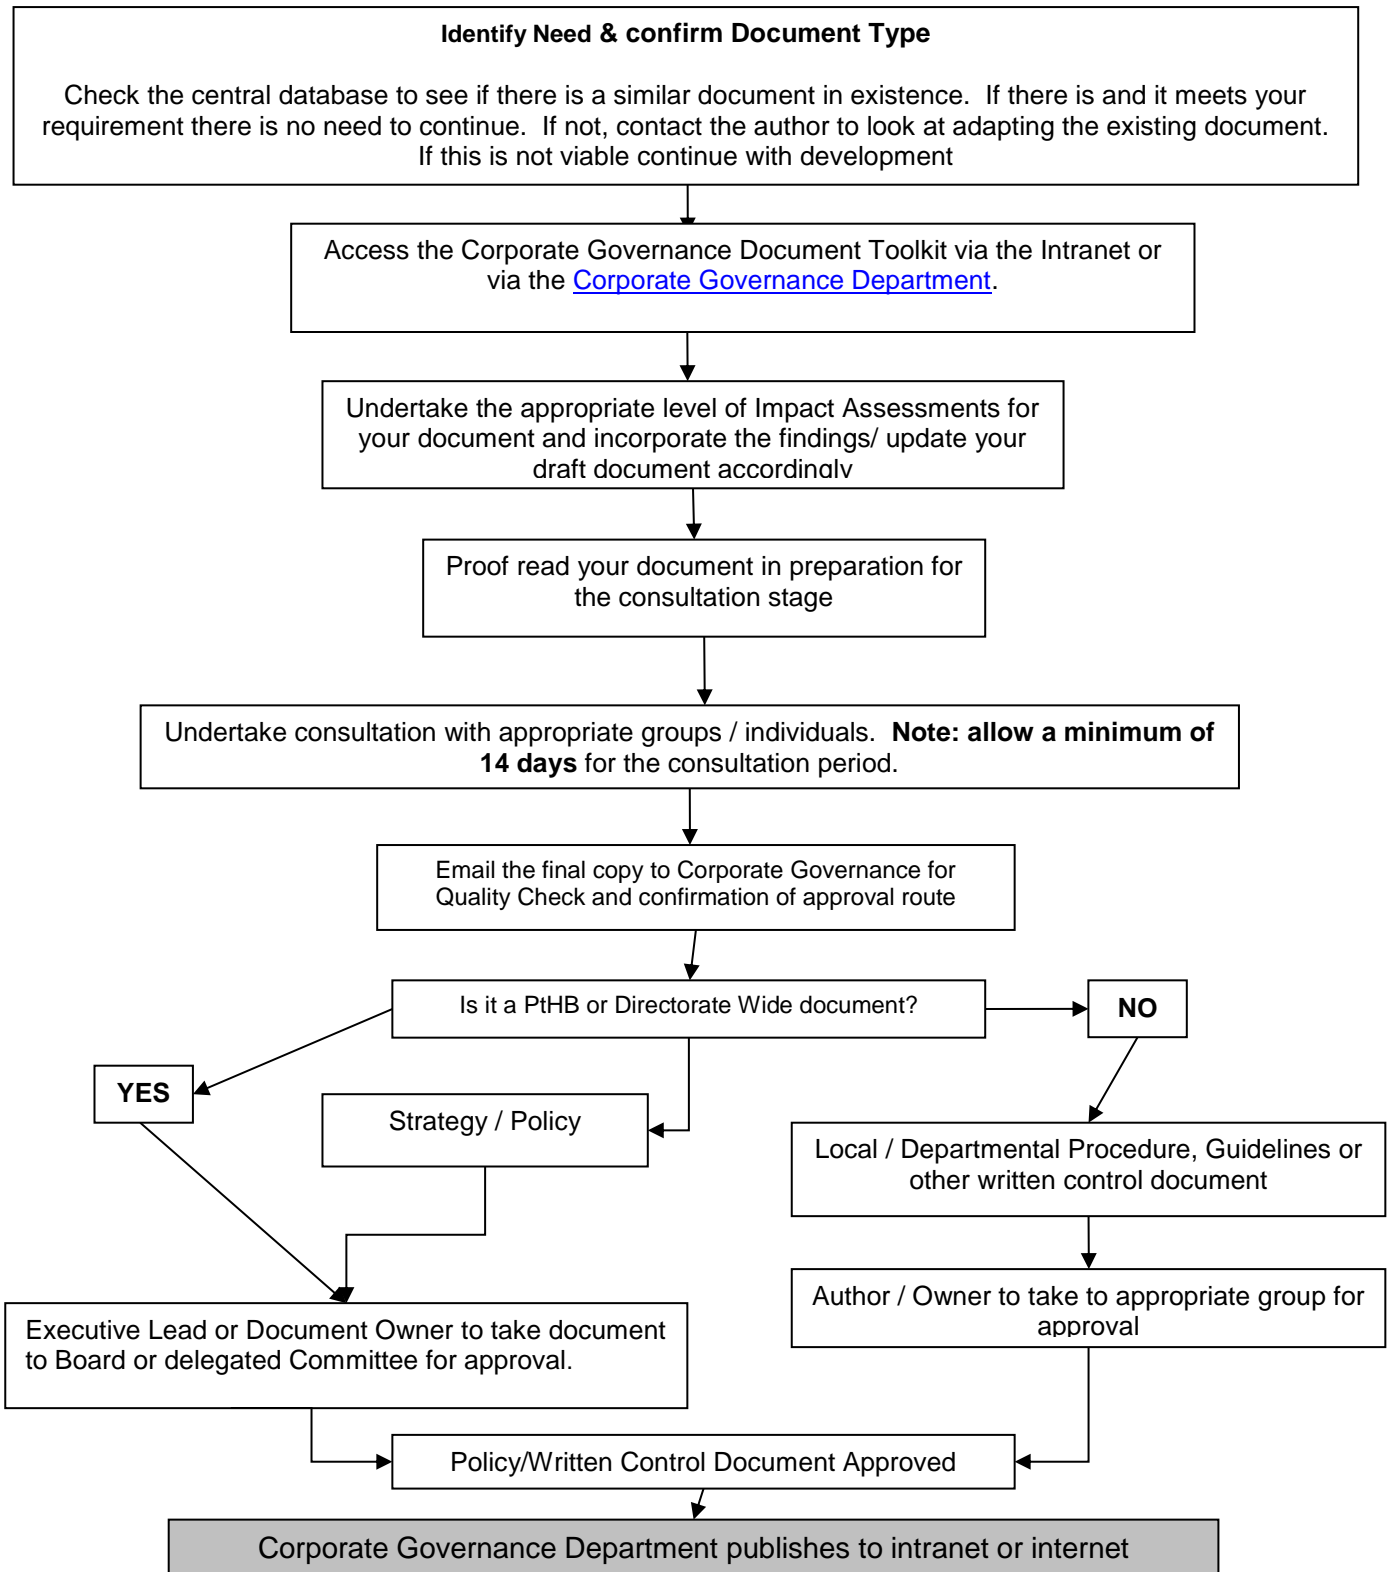 Identify Need & confirm Document Type
Check the central database to see if there is a similar document in existence. If there is and it meets your
requirement there is no need to continue. If not, contact the author to look at adapting the existing document.
If this is not viable continue with development
Access the Corporate Governance Document Toolkit via the Intranet or
via the Corporate Governance Department.
Undertake the appropriate level of Impact Assessments for
your document and incorporate the findings/ update your
draft document accordingly
Proof read your document in preparation for
the consultation stage
Undertake consultation with appropriate groups / individuals. Note: allow a minimum of
14 days for the consultation period.
Email the final copy to Corporate Governance for
Quality Check and confirmation of approval route
Is it a PtHB or Directorate Wide document?
NO
YES
Strategy / Policy
Local / Departmental Procedure, Guidelines or
other written control document
Author / Owner to take to appropriate group for
approval
Executive Lead or Document Owner to take document
to Board or delegated Committee for approval.
Policy/Written Control Document Approved
Corporate Governance Department publishes to intranet or internet